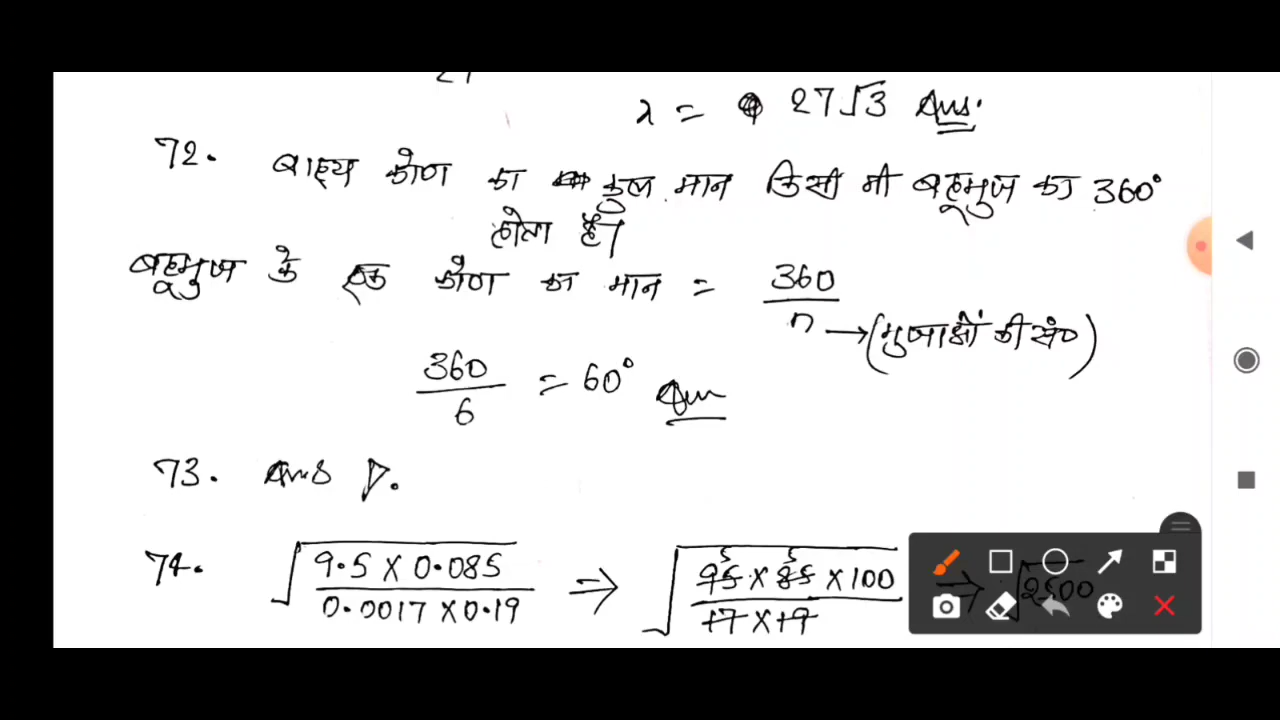 λ = 27√3 Ans.
72. बाह्य कोण का कुल मान किसी भी बहुभुज का 360°
होता है।
बहुभुज के एक कोण का मान = 360/n →(भुजाओं की सं०)
360/6 = 60° Ans
73. Ans D.
74. √(9.5 X 0.085 / 0.0017 X 0.19) ⇒ √(95 X 85 X 100 / 17 X 19) ⇒ √2500